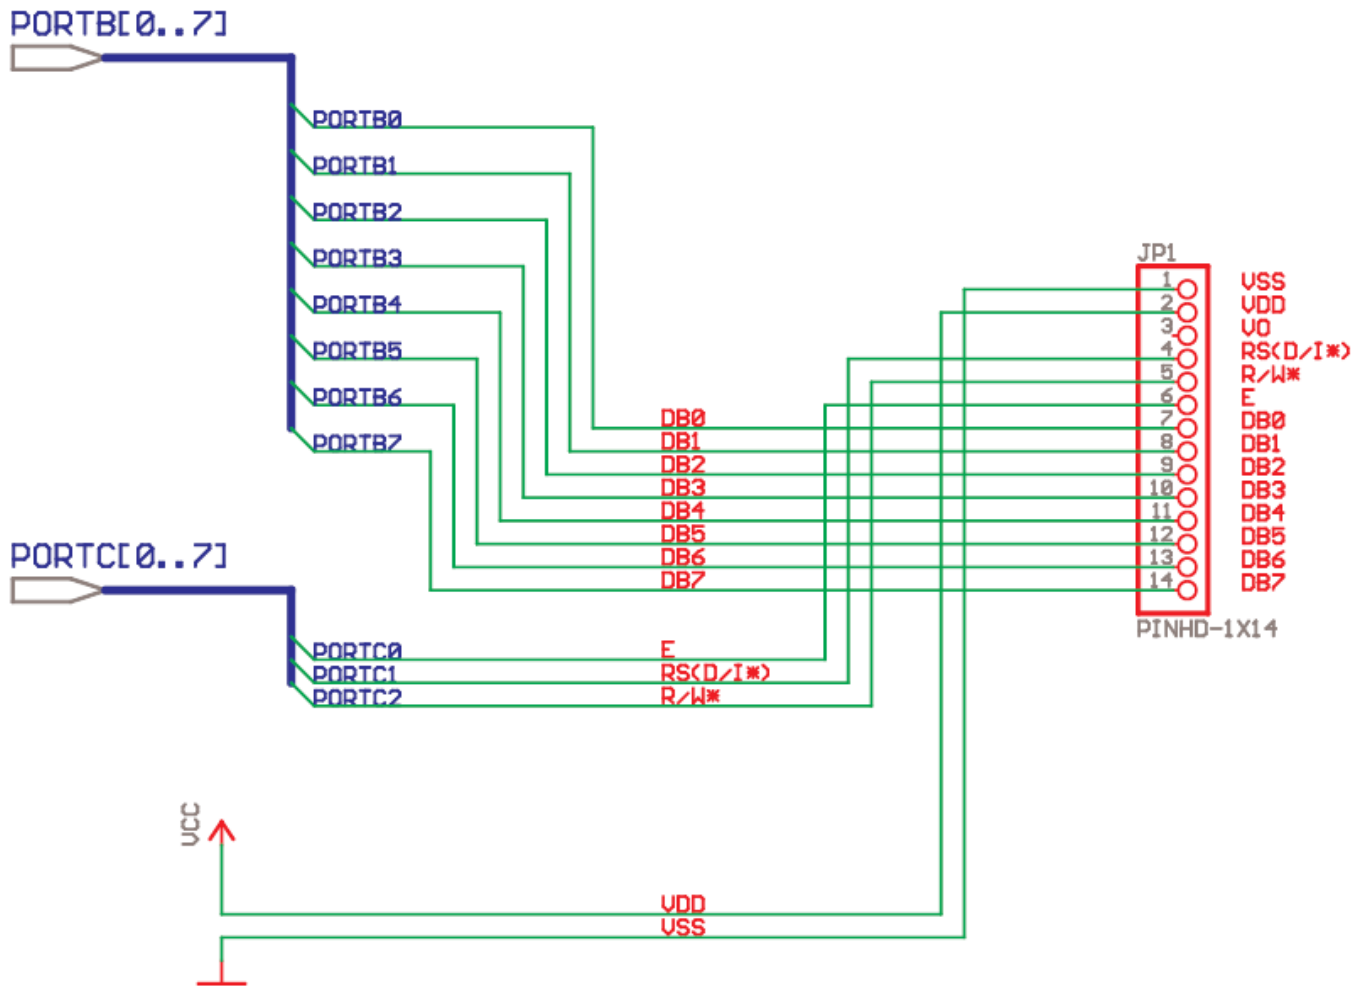 PORTB[0..7]
PORTB0
PORTB1
PORTB2
PORTB3
PORTB4
PORTB5
PORTB6
PORTB7
DB0
DB1
DB2
DB3
DB4
DB5
DB6
DB7
JP1
1 VSS
2 VDD
3 VO
4 RS(D/I*)
5 R/W*
6 E
7 DB0
8 DB1
9 DB2
10 DB3
11 DB4
12 DB5
13 DB6
14 DB7
PINHD-1X14
PORTC[0..7]
PORTC0 E
PORTC1 RS(D/I*)
PORTC2 R/W*
VCC
VDD
VSS